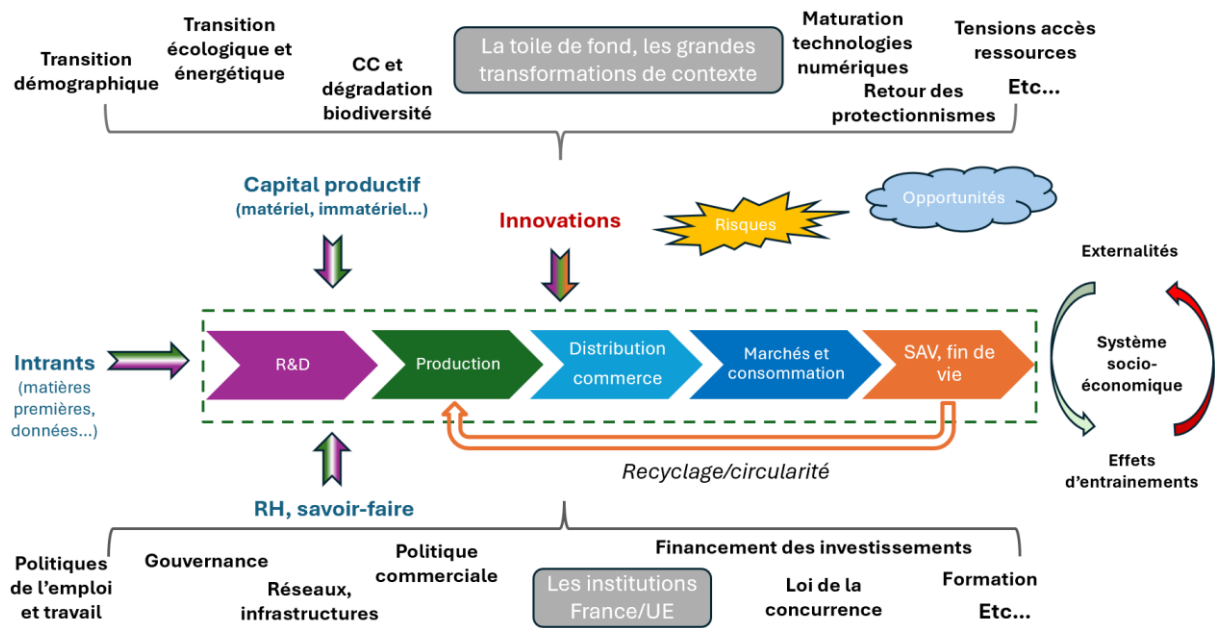 Transition
démographique
Transition
écologique et
énergétique
CC et
dégradation
biodiversité
La toile de fond, les grandes
transformations de contexte
Maturation
technologies
numériques
Retour des
protectionnismes
Tensions accès
ressources
Etc...
Capital productif
(matériel, immatériel...)
Innovations
Risques
Opportunités
Intrants
(matières
premières,
données...)
R&D
Production
Distribution
commerce
Marchés et
consommation
SAV, fin de
vie
Recyclage/circularité
RH, savoir-faire
Externalités
Système
socio-
économique
Effets
d'entrainements
Politiques
de l'emploi
et travail
Gouvernance
Réseaux,
infrastructures
Politique
commerciale
Les institutions
France/UE
Financement des investissements
Loi de la
concurrence
Formation
Etc...